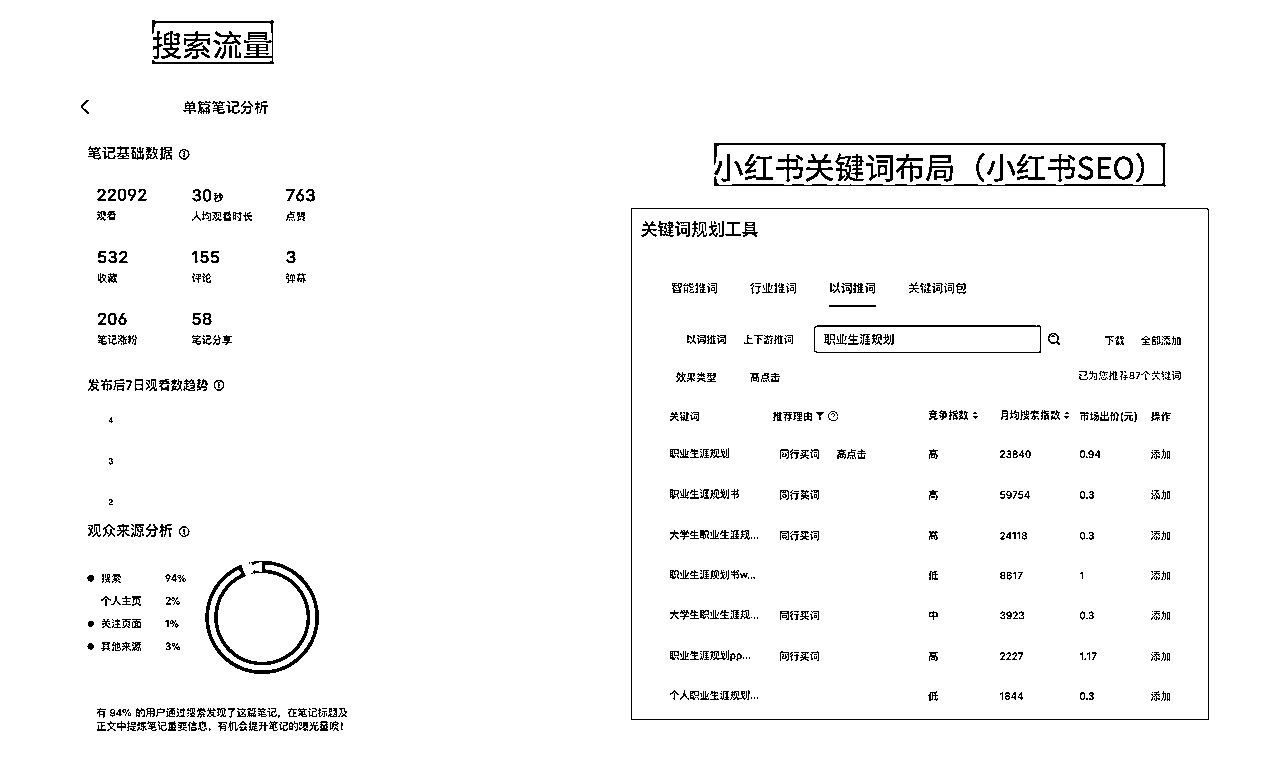 搜索流量
单篇笔记分析
笔记基础数据
22092 30秒 763
观看 人均观看时长 点赞
532 155 3
收藏 评论 弹幕
206 58
笔记涨粉 笔记分享
发布后7日观看数趋势
4
3
2
观众来源分析
搜索 94%
个人主页 2%
关注页面 1%
其他来源 3%
有 94% 的用户通过搜索发现了这篇笔记，在笔记标题及
正文中提炼笔记重要信息，有机会提升笔记的曝光量哦！
小红书关键词布局（小红书SEO）
关键词规划工具
智能推词 行业推词 以词推词 关键词词包
以词推词 上下游推词 职业生涯规划 下载 全部添加
效果类型 高点击 已为您推荐87个关键词
关键词 推荐理由 竞争指数 月均搜索指数 市场出价(元) 操作
职业生涯规划 同行买词 高点击 高 23840 0.94 添加
职业生涯规划书 同行买词 高 59754 0.3 添加
大学生职业生涯规... 同行买词 高 24118 0.3 添加
职业生涯规划书w... 低 8617 1 添加
大学生职业生涯规... 同行买词 中 3923 0.3 添加
职业生涯规划pp... 同行买词 高 2227 1.17 添加
个人职业生涯规划... 低 1844 0.3 添加